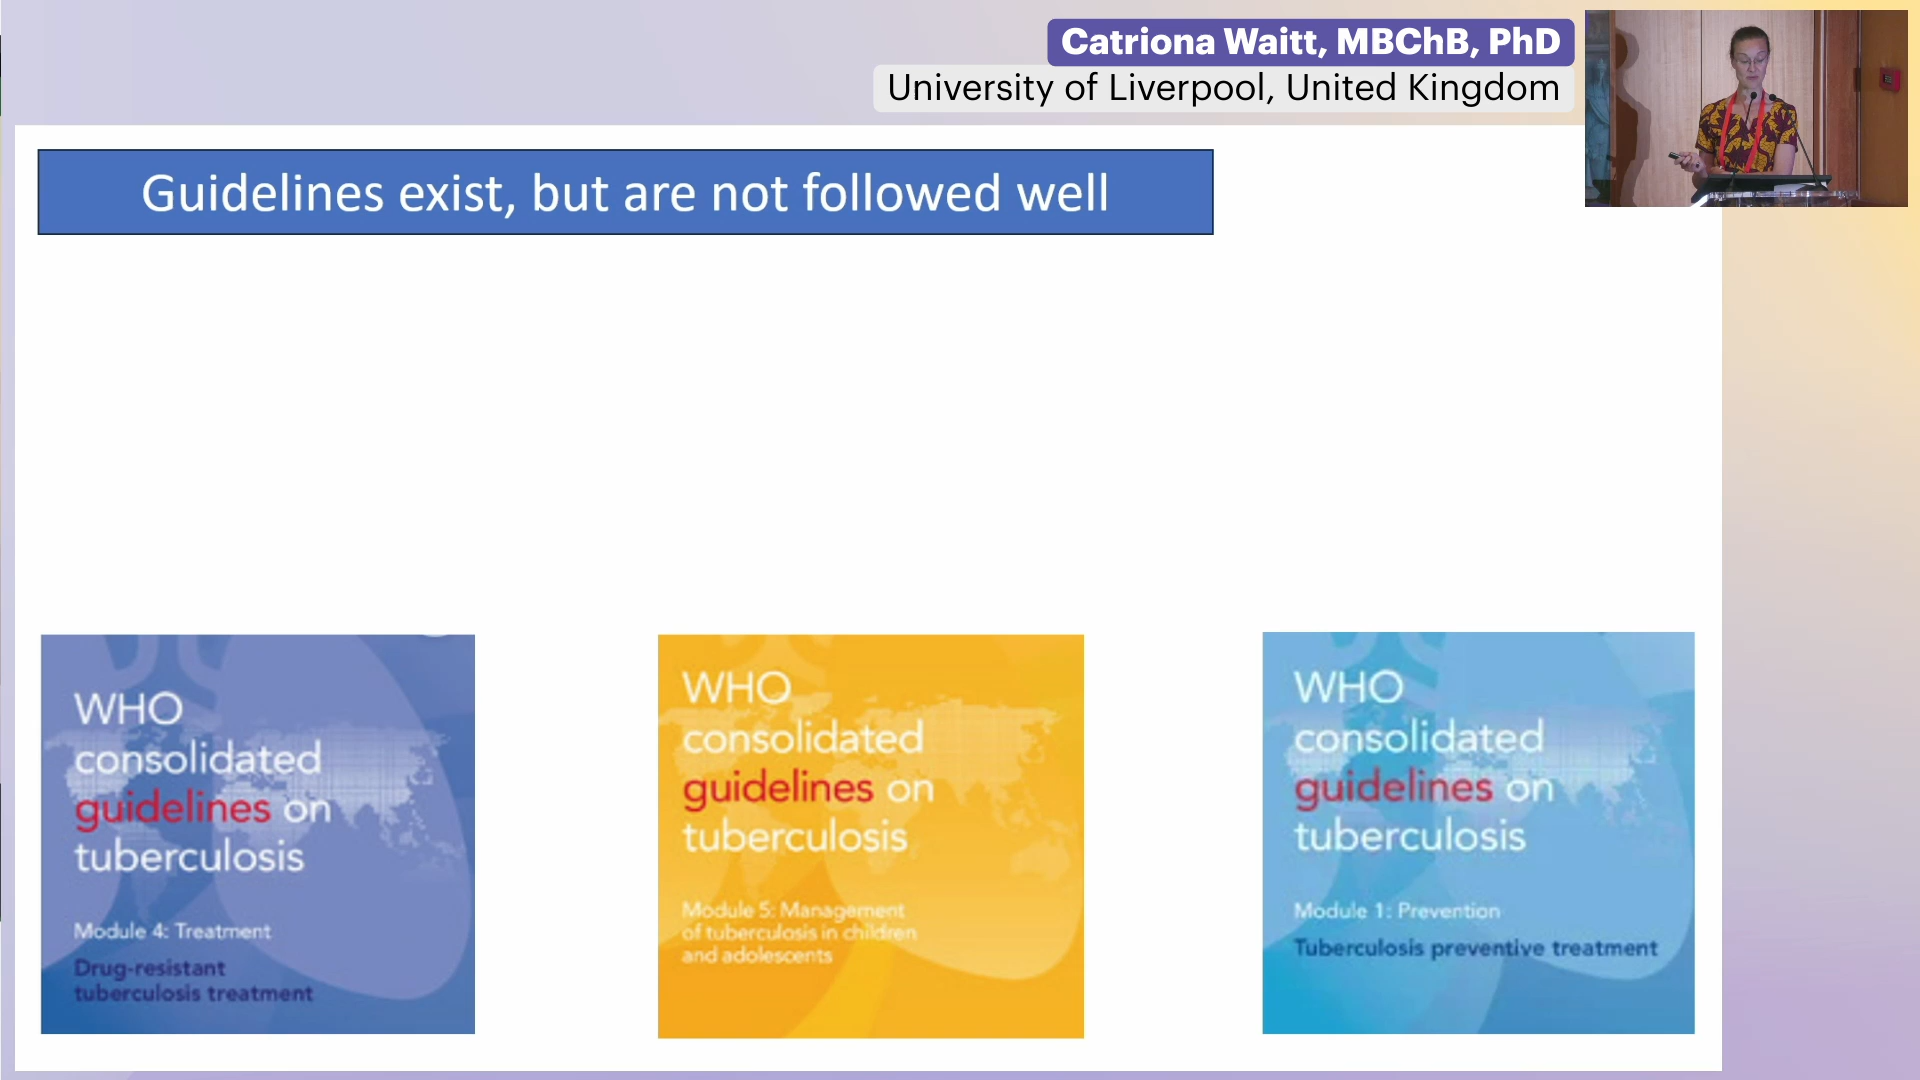 Catriona Waitt, MBChB, PhD
University of Liverpool, United Kingdom
Guidelines exist, but are not followed well
WHO
consolidated
guidelines on
tuberculosis
Module 4: Treatment
Drug-resistant
tuberculosis treatment
WHO
consolidated
guidelines on
tuberculosis
Module 5: Management
of tuberculosis in children
and adolescents
WHO
consolidated
guidelines on
tuberculosis
Module 1: Prevention
Tuberculosis preventive treatment